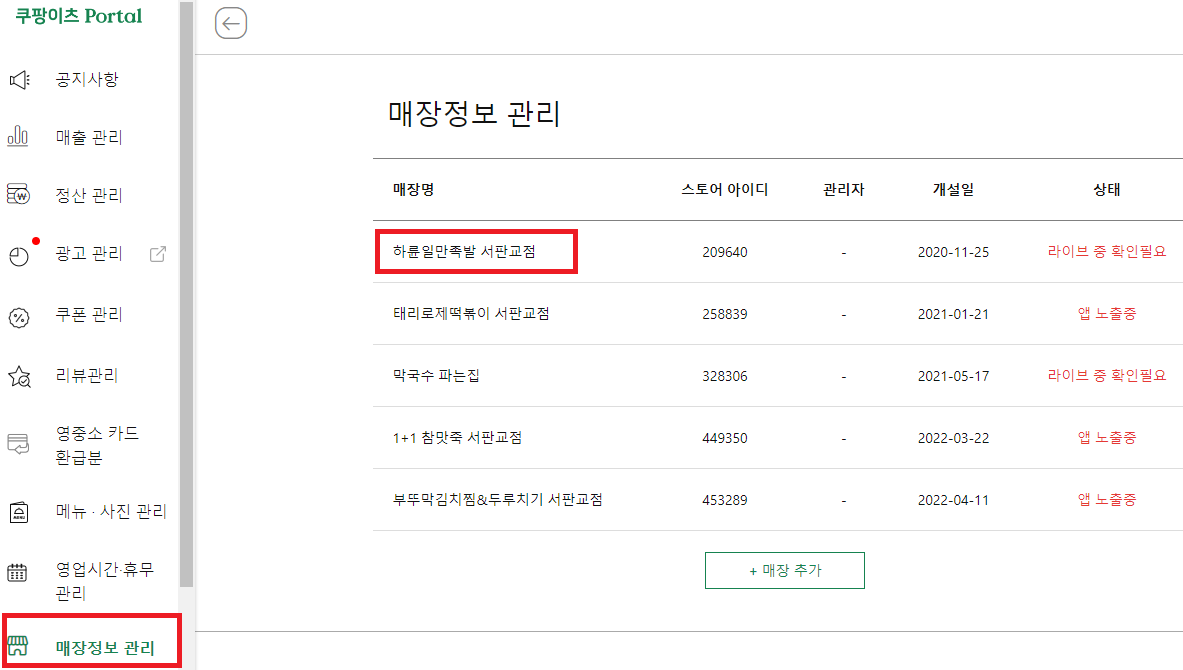 쿠팡이츠 Portal
공지사항
매출 관리
정산 관리
광고 관리
쿠폰 관리
리뷰관리
영중소 카드
환급분
메뉴 · 사진 관리
영업시간·휴무
관리
매장정보 관리
매장정보 관리
매장명 스토어 아이디 관리자 개설일 상태
하륜일만족발 서판교점 209640 - 2020-11-25 라이브 중 확인필요
태리로제떡볶이 서판교점 258839 - 2021-01-21 앱 노출중
막국수 파는집 328306 - 2021-05-17 라이브 중 확인필요
1+1 참맛죽 서판교점 449350 - 2022-03-22 앱 노출중
부뚜막김치찜&두루치기 서판교점 453289 - 2022-04-11 앱 노출중
+ 매장 추가